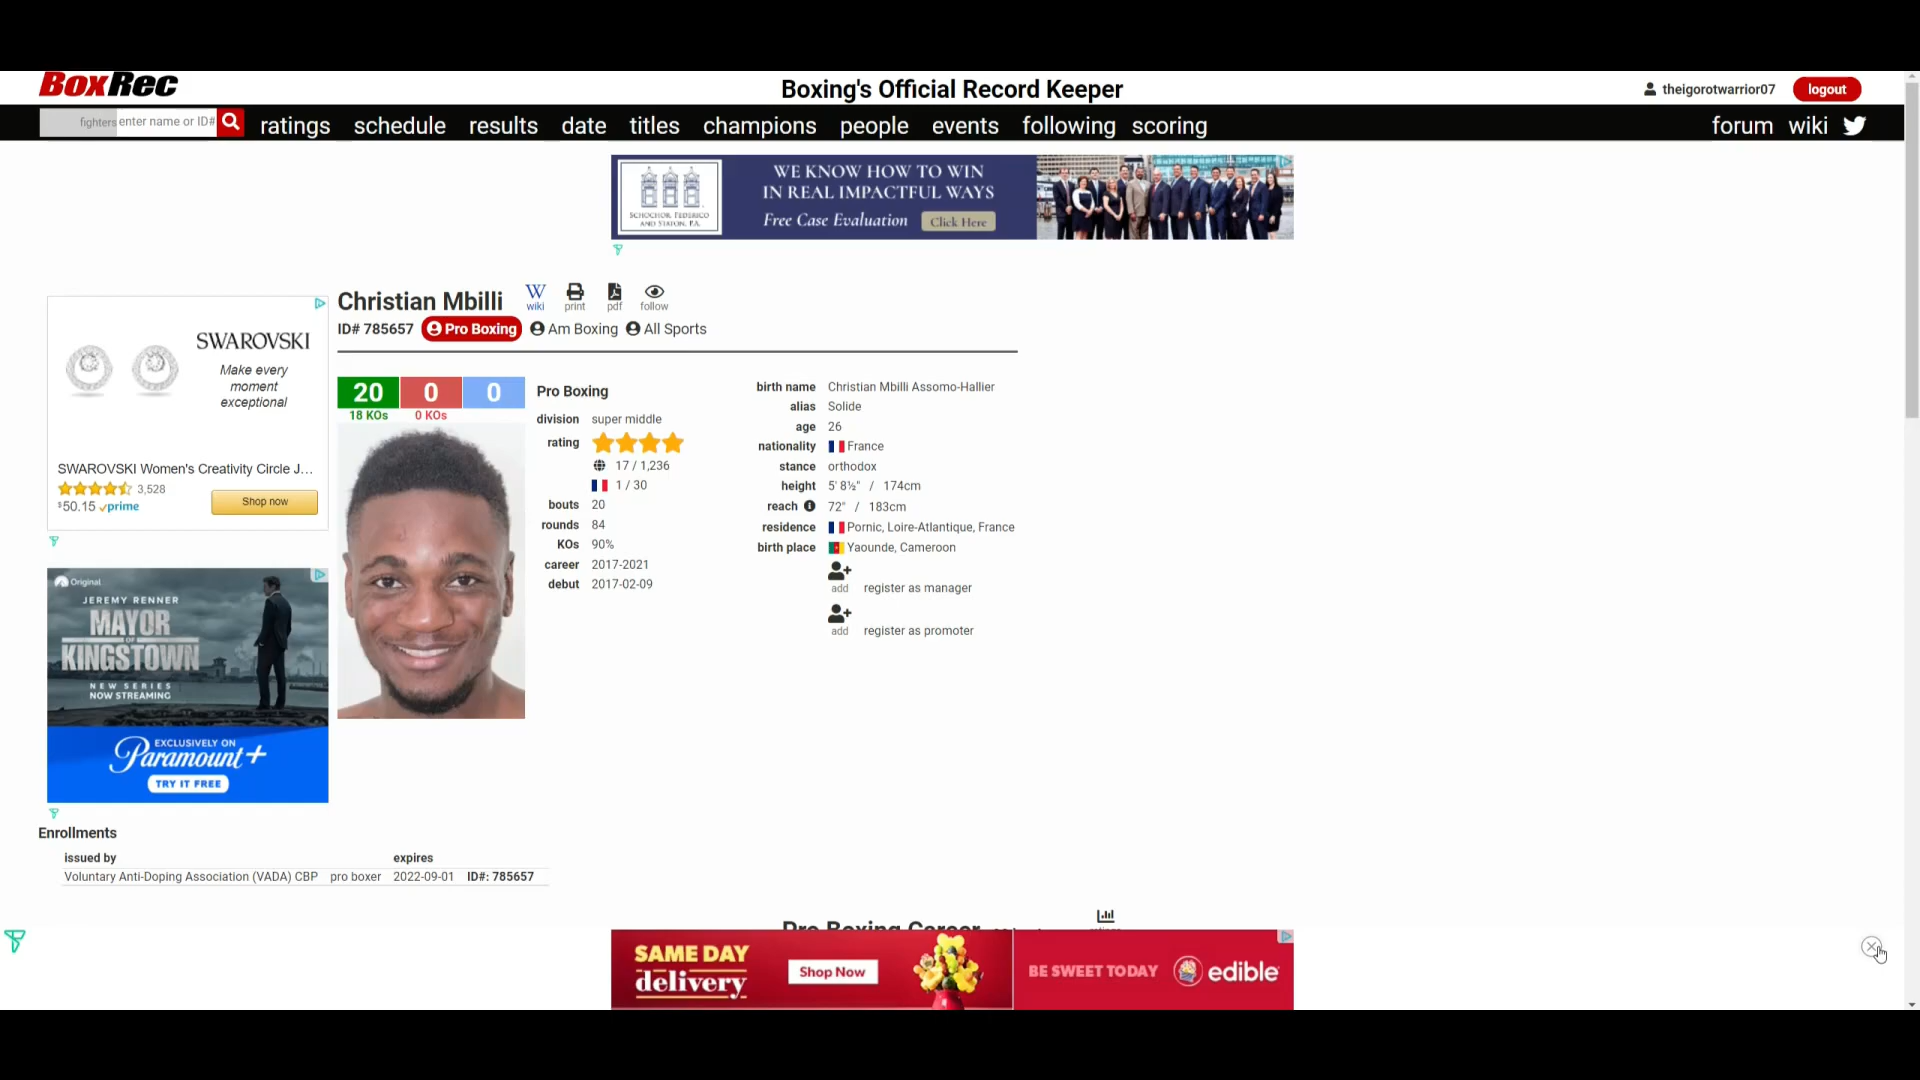 BoxRec
Boxing's Official Record Keeper
theigorotwarrior07
logout
fighters
enter name or ID#
ratings schedule results date titles champions people events following scoring
forum wiki
WE KNOW HOW TO WIN
IN REAL IMPACTFUL WAYS
Free Case Evaluation
Click Here
SCHOCHOR, FEDERICO
AND STATON, P.A.
Christian Mbilli
wiki print pdf follow
ID# 785657 Pro Boxing Am Boxing All Sports
SWAROVSKI
Make every
moment
exceptional
SWAROVSKI Women's Creativity Circle J...
3,528
$50.15 prime
Shop now
20 0 0
18 KOs 0 KOs
Pro Boxing
division super middle
rating
17 / 1,236
1 / 30
bouts 20
rounds 84
KOs 90%
career 2017-2021
debut 2017-02-09
birth name Christian Mbilli Assomo-Hallier
alias Solide
age 26
nationality France
stance orthodox
height 5' 8½" / 174cm
reach 72" / 183cm
residence Pornic, Loire-Atlantique, France
birth place Yaounde, Cameroon
add register as manager
add register as promoter
Original
JEREMY RENNER
MAYOR
OF
KINGSTOWN
NEW SERIES
NOW STREAMING
EXCLUSIVELY ON
Paramount+
TRY IT FREE
Enrollments
issued by expires
Voluntary Anti-Doping Association (VADA) CBP pro boxer 2022-09-01 ID#: 785657
Pro Boxing Career
SAME DAY
delivery
Shop Now
BE SWEET TODAY
edible